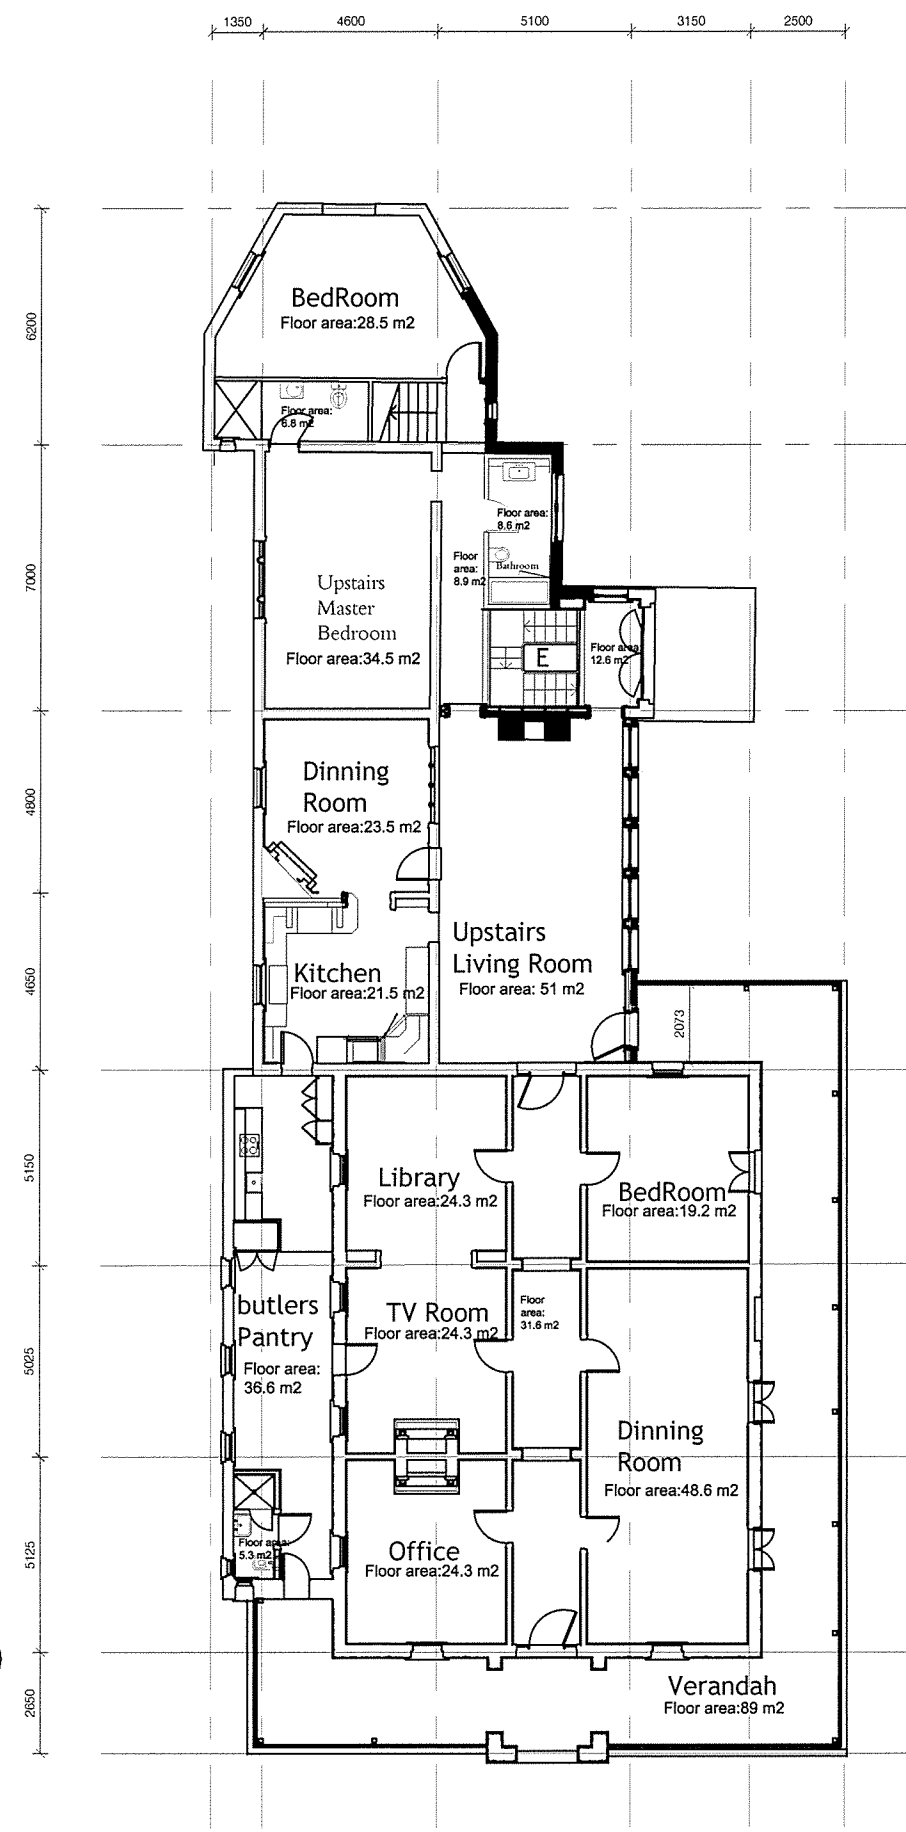 1350 4600 5100 3150 2500
6200
BedRoom
Floor area:28.5 m2
Floor area:
6.8 m2
7000
Floor area:
8.6 m2
Floor
area:
8.9 m2
Bathroom
Upstairs
Master
Bedroom
Floor area:34.5 m2
E
Floor area:
12.6 m2
4800
Dinning
Room
Floor area:23.5 m2
4650
Upstairs
Living Room
Floor area: 51 m2
Kitchen
Floor area:21.5 m2
2073
5150
Library
Floor area:24.3 m2
BedRoom
Floor area:19.2 m2
5025
butlers
Pantry
Floor area:
36.6 m2
TV Room
Floor area:24.3 m2
Floor
area:
31.6 m2
Dinning
Room
Floor area:48.6 m2
5125
Floor area:
5.3 m2
Office
Floor area:24.3 m2
2650
Verandah
Floor area:89 m2